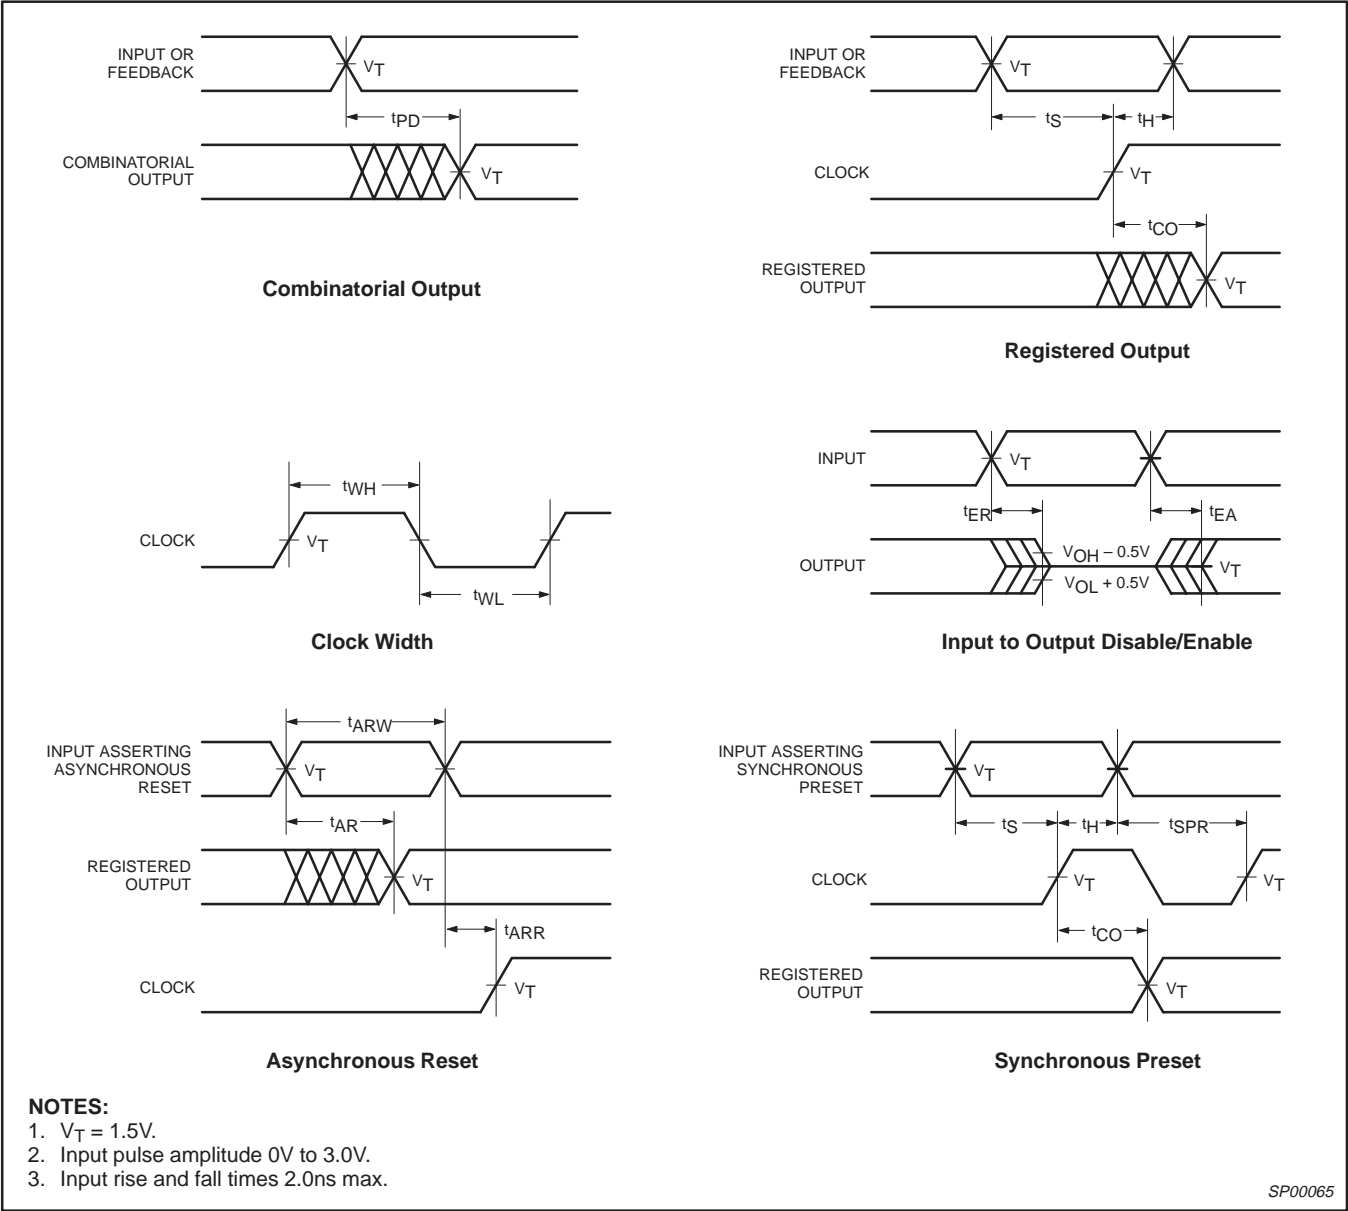 INPUT OR
FEEDBACK
VT
tPD
COMBINATORIAL
OUTPUT
VT
Combinatorial Output
INPUT OR
FEEDBACK
VT
tS
tH
CLOCK
VT
tCO
REGISTERED
OUTPUT
VT
Registered Output
tWH
CLOCK
VT
tWL
Clock Width
INPUT
VT
tER
tEA
OUTPUT
VOH – 0.5V
VOL + 0.5V
VT
Input to Output Disable/Enable
tARW
INPUT ASSERTING
ASYNCHRONOUS
RESET
VT
tAR
REGISTERED
OUTPUT
VT
tARR
CLOCK
VT
Asynchronous Reset
INPUT ASSERTING
SYNCHRONOUS
PRESET
VT
tS
tH
tSPR
CLOCK
VT
VT
tCO
REGISTERED
OUTPUT
VT
Synchronous Preset
NOTES:
1. VT = 1.5V.
2. Input pulse amplitude 0V to 3.0V.
3. Input rise and fall times 2.0ns max.
SP00065